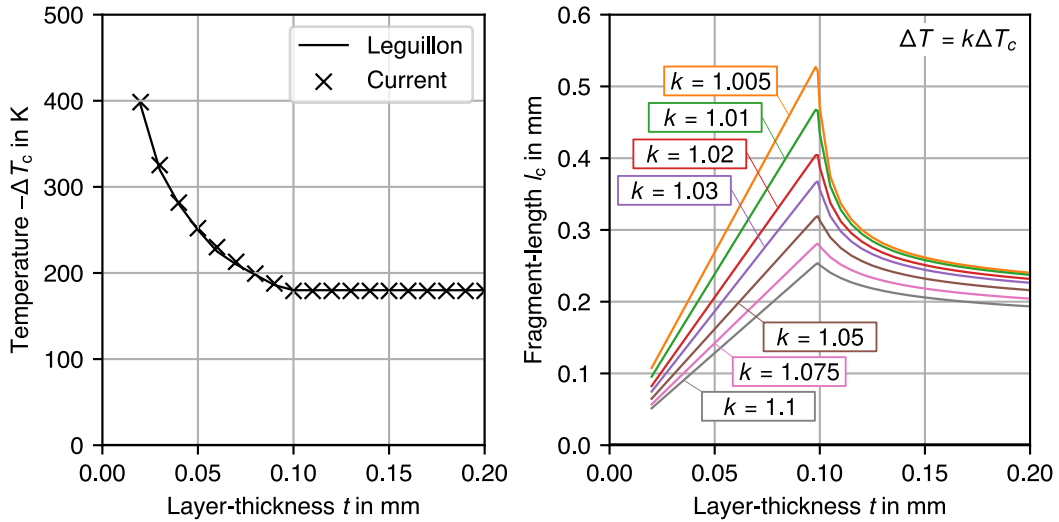 500
400
300
200
100
0
Temperature −ΔT_c in K
Leguillon
Current
0.00
0.05
0.10
0.15
0.20
Layer-thickness t in mm
0.6
0.5
0.4
0.3
0.2
0.1
0.0
Fragment-length l_c in mm
ΔT = kΔT_c
k = 1.005
k = 1.01
k = 1.02
k = 1.03
k = 1.05
k = 1.075
k = 1.1
0.00
0.05
0.10
0.15
0.20
Layer-thickness t in mm